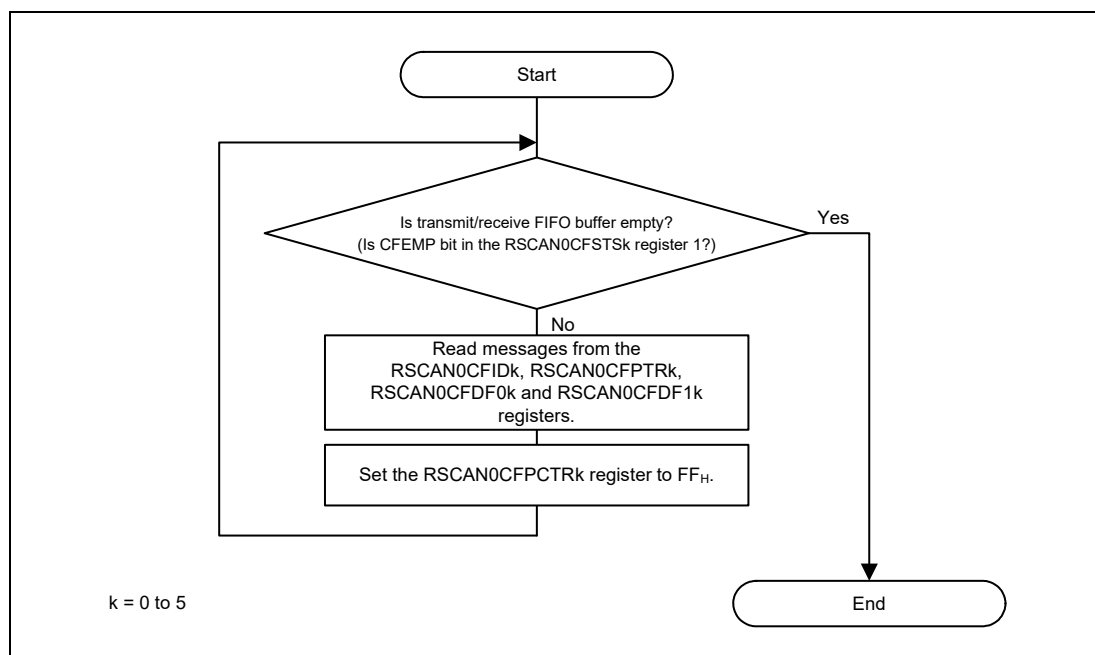 Start
Is transmit/receive FIFO buffer empty?
(Is CFEMP bit in the RSCAN0CFSTSk register 1?)
Yes
No
Read messages from the
RSCAN0CFIDk, RSCAN0CFPTRk,
RSCAN0CFDF0k and RSCAN0CFDF1k
registers.
Set the RSCAN0CFPCTRk register to FFH.
k = 0 to 5
End